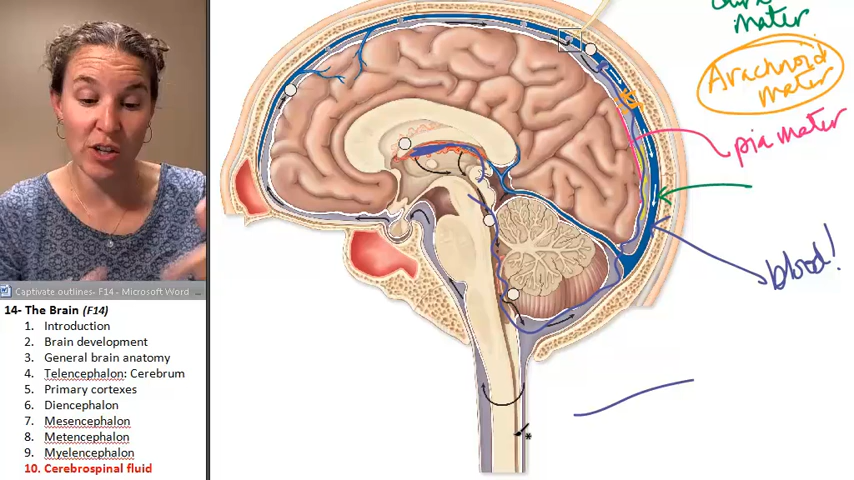 mater
Arachnoid
mater
pia mater
blood!
Captivate outlines- F14 - Microsoft Word
14- The Brain (F14)
1. Introduction
2. Brain development
3. General brain anatomy
4. Telencephalon: Cerebrum
5. Primary cortexes
6. Diencephalon
7. Mesencephalon
8. Metencephalon
9. Myelencephalon
10. Cerebrospinal fluid